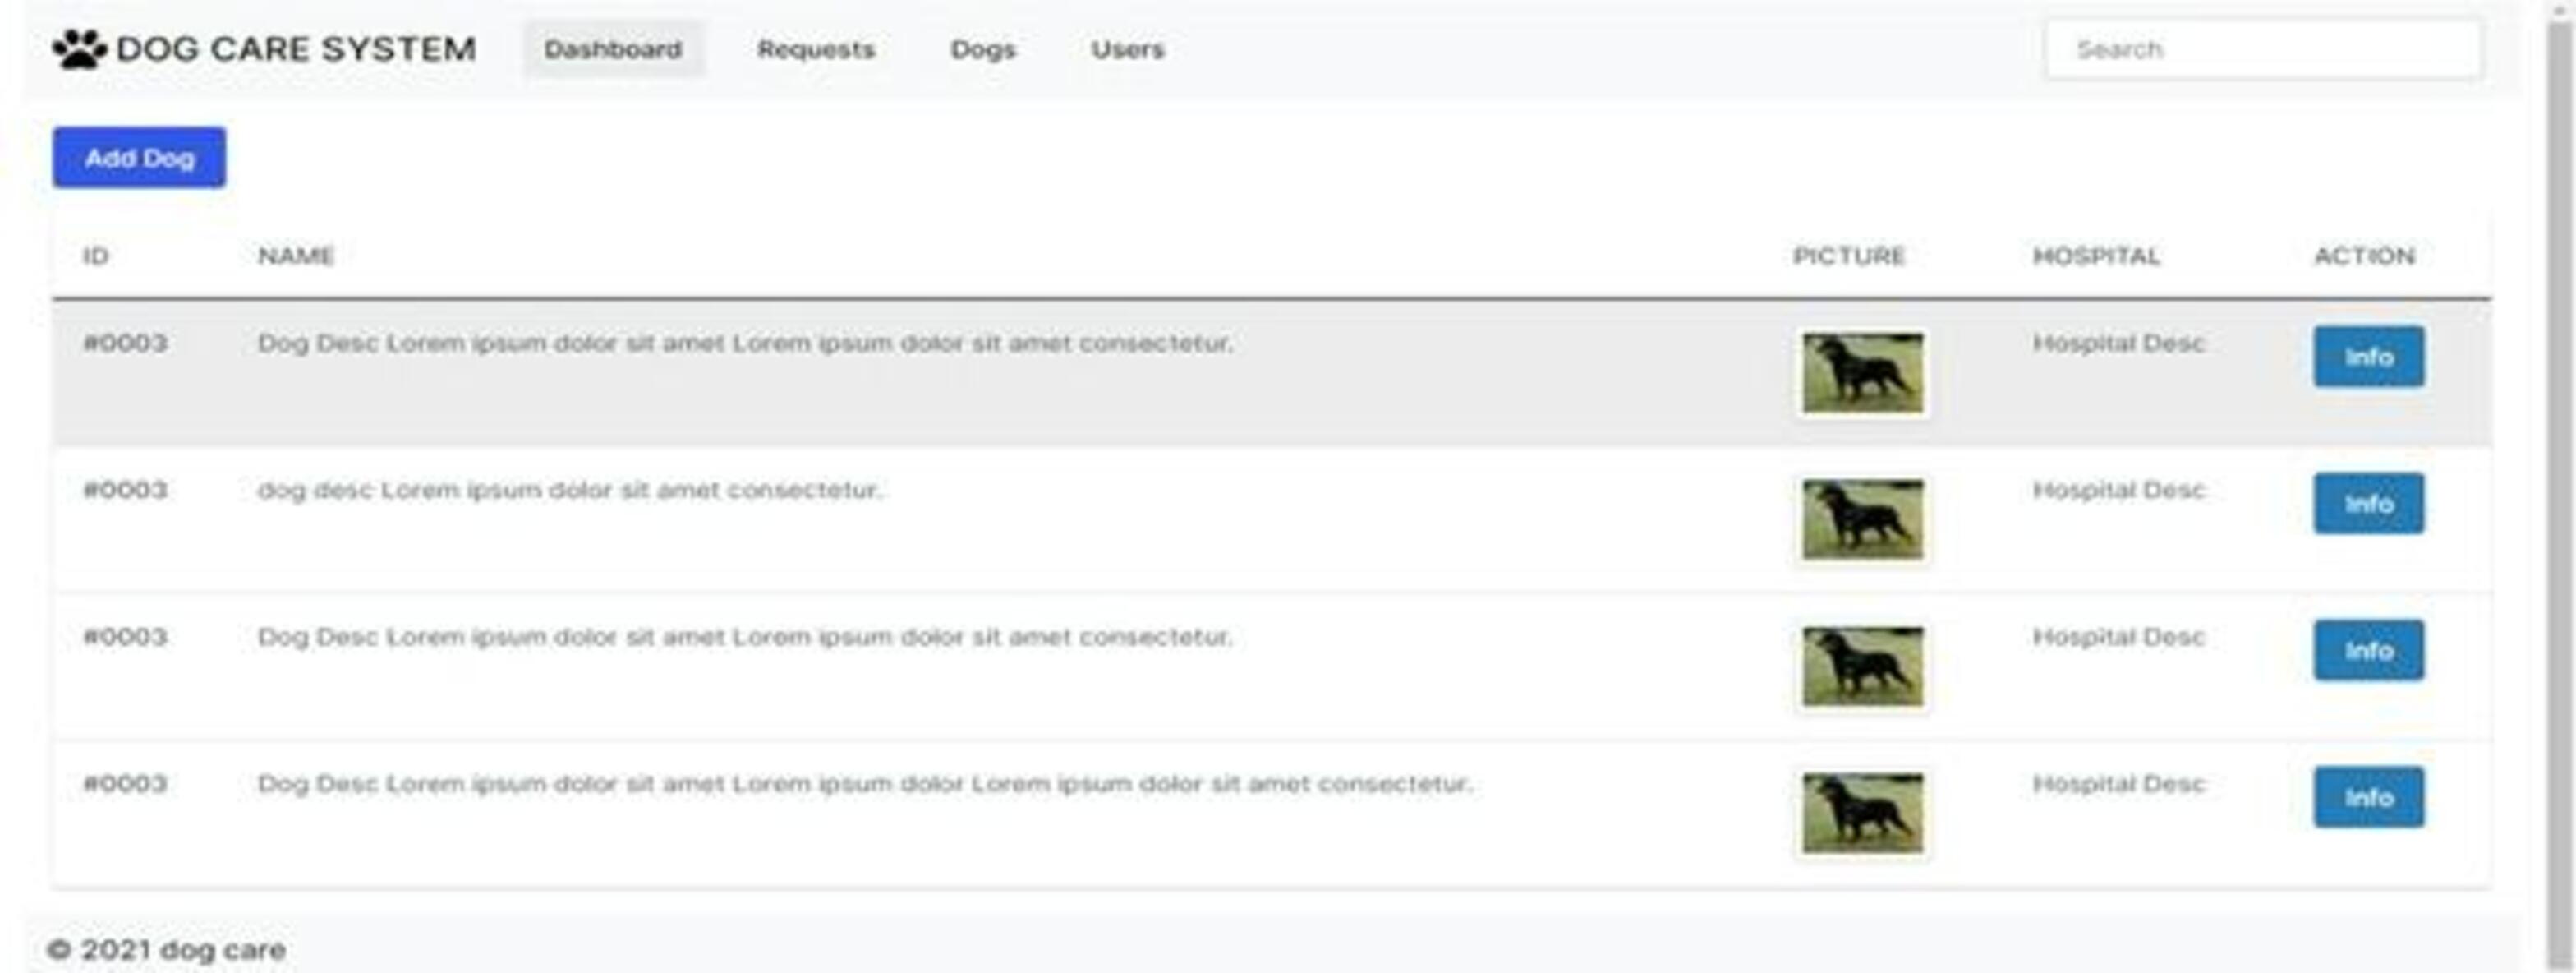 DOG CARE SYSTEM Dashboard Requests Dogs Users Search
Add Dog
ID NAME PICTURE HOSPITAL ACTION
#0003 Dog Desc Lorem ipsum dolor sit amet Lorem ipsum dolor sit amet consectetur. Hospital Desc Info
#0003 dog desc Lorem ipsum dolor sit amet consectetur. Hospital Desc Info
#0003 Dog Desc Lorem ipsum dolor sit amet Lorem ipsum dolor sit amet consectetur. Hospital Desc Info
#0003 Dog Desc Lorem ipsum dolor sit amet Lorem ipsum dolor Lorem ipsum dolor sit amet consectetur. Hospital Desc Info
© 2021 dog care